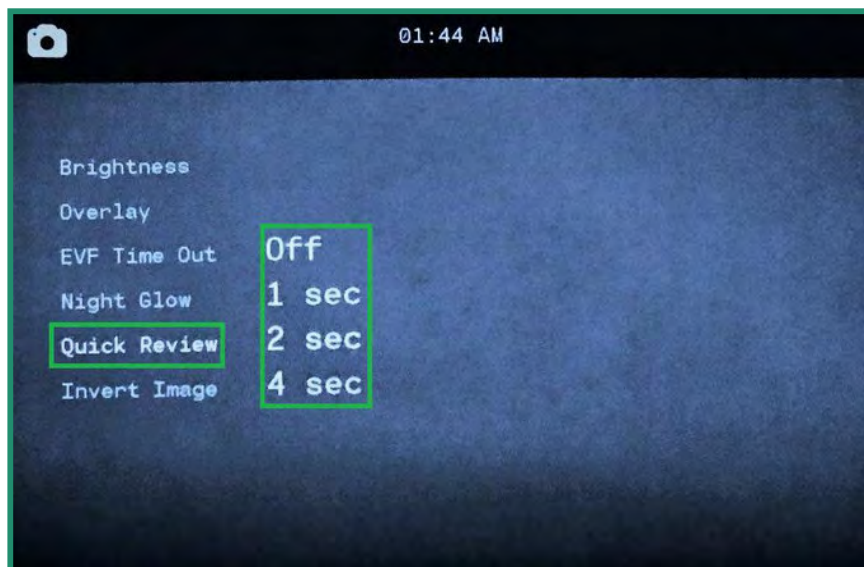 01:44 AM
Brightness
Overlay
EVF Time Out
Night Glow
Quick Review
Invert Image
Off
1 sec
2 sec
4 sec